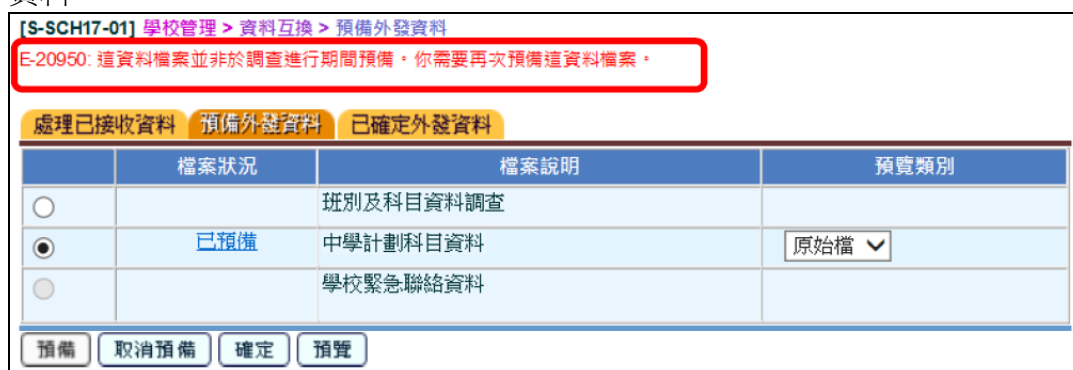 [S-SCH17-01] 學校管理 > 資料互換 > 預備外發資料
E-20950: 這資料檔案並非於調查進行期間預備。你需要再次預備這資料檔案。
處理已接收資料 預備外發資料 已確定外發資料
檔案狀況 檔案說明 預覽類別
班別及科目資料調查
已預備 中學計劃科目資料 原始檔
學校緊急聯絡資料
預備 取消預備 確定 預覽